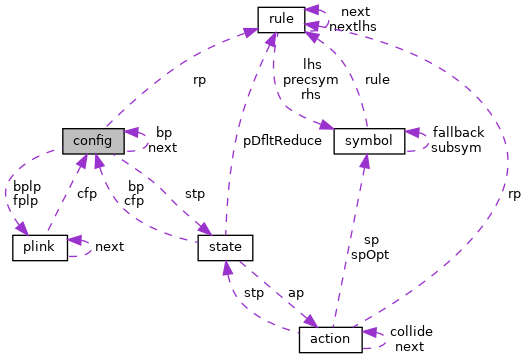 rule
next
nextlhs
lhs
precsym
rhs
rp
rule
pDfltReduce
config
bp
next
symbol
fallback
subsym
bplp
fplp
cfp
bp
cfp
stp
rp
plink
next
state
sp
spOpt
stp
ap
action
collide
next